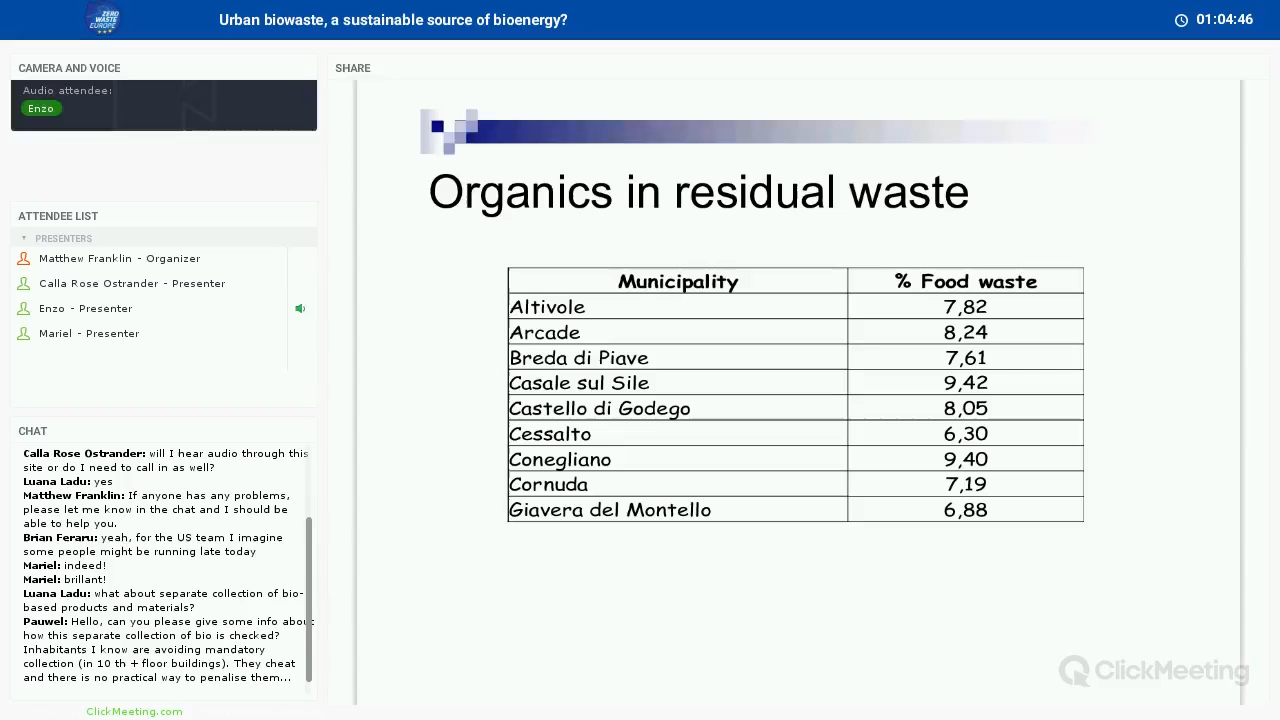 ZERO WASTE EUROPE
Urban biowaste, a sustainable source of bioenergy?
01:04:46
CAMERA AND VOICE
Audio attendee:
Enzo
ATTENDEE LIST
PRESENTERS
Matthew Franklin - Organizer
Calla Rose Ostrander - Presenter
Enzo - Presenter
Mariel - Presenter
CHAT
Calla Rose Ostrander: will I hear audio through this
site or do I need to call in as well?
Luana Ladu: yes
Matthew Franklin: If anyone has any problems,
please let me know in the chat and I should be
able to help you.
Brian Feraru: yeah, for the US team I imagine
some people might be running late today
Mariel: indeed!
Mariel: brillant!
Luana Ladu: what about separate collection of bio-
based products and materials?
Pauwel: Hello, can you please give some info about
how this separate collection of bio is checked?
Inhabitants I know are avoiding mandatory
collection (in 10 th + floor buildings). They cheat
and there is no practical way to penalise them...
ClickMeeting.com
SHARE
Organics in residual waste
Municipality % Food waste
Altivole 7,82
Arcade 8,24
Breda di Piave 7,61
Casale sul Sile 9,42
Castello di Godego 8,05
Cessalto 6,30
Conegliano 9,40
Cornuda 7,19
Giavera del Montello 6,88
ClickMeeting